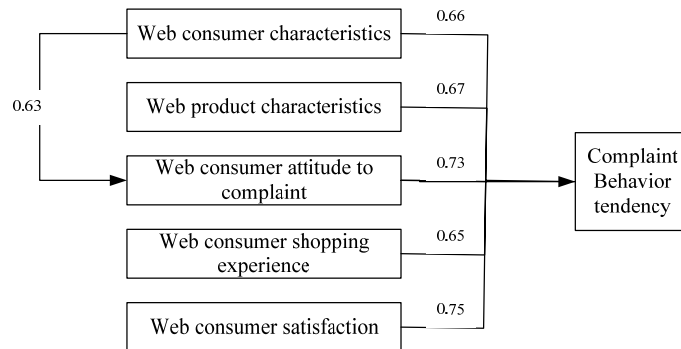 0.66
Web consumer characteristics
0.67
Web product characteristics
0.63
0.73
Web consumer attitude to
complaint
Complaint
Behavior
tendency
0.65
Web consumer shopping
experience
0.75
Web consumer satisfaction